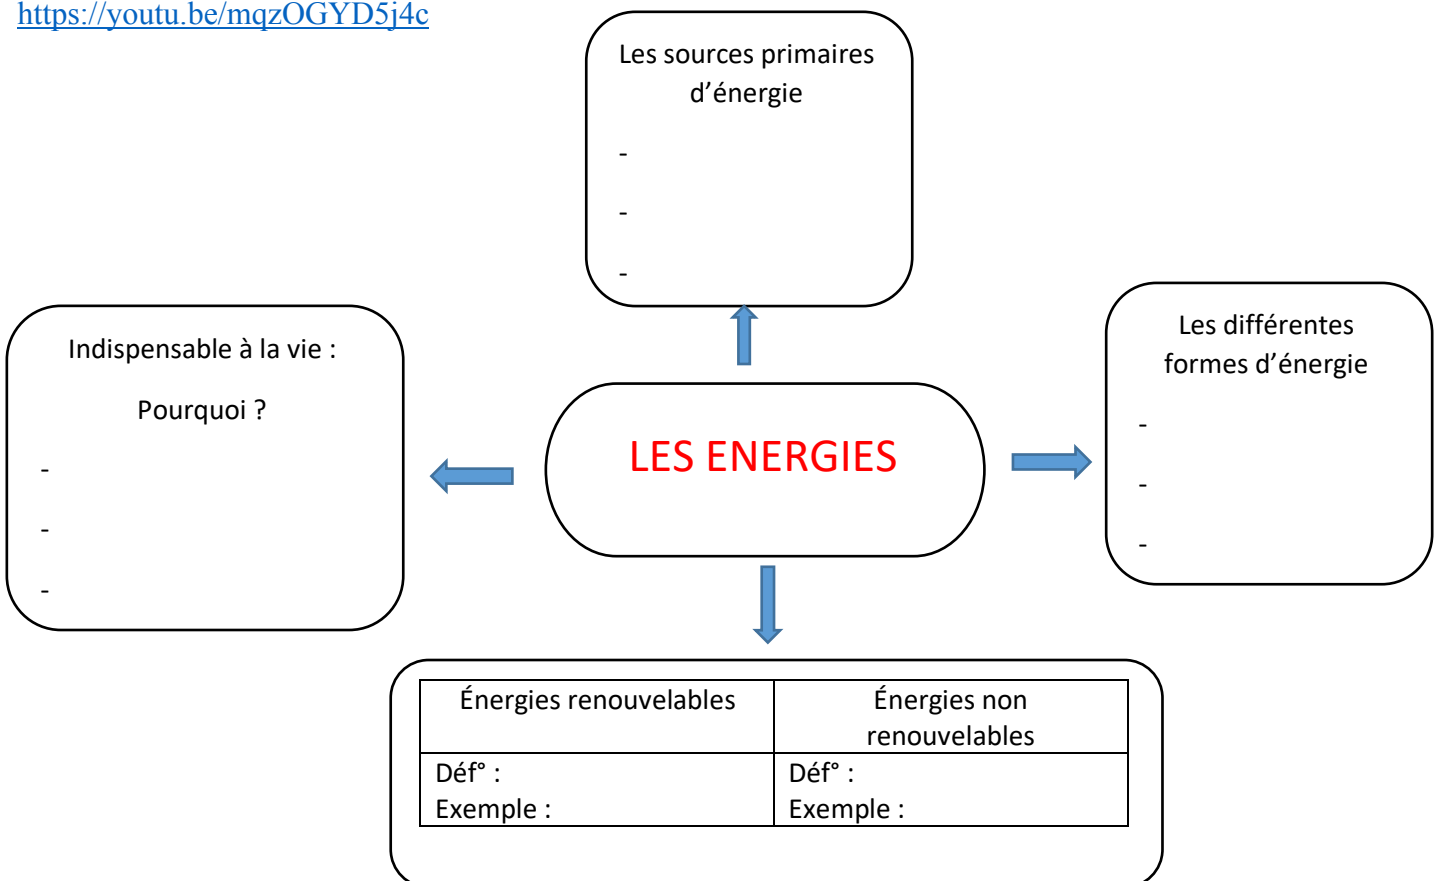 https://youtu.be/mqzOGYD5j4c
Les sources primaires
d’énergie
-
-
-
Indispensable à la vie :
Pourquoi ?
-
-
-
LES ENERGIES
Les différentes
formes d’énergie
-
-
-
Énergies renouvelables
Énergies non
renouvelables
Déf° :
Exemple :
Déf° :
Exemple :